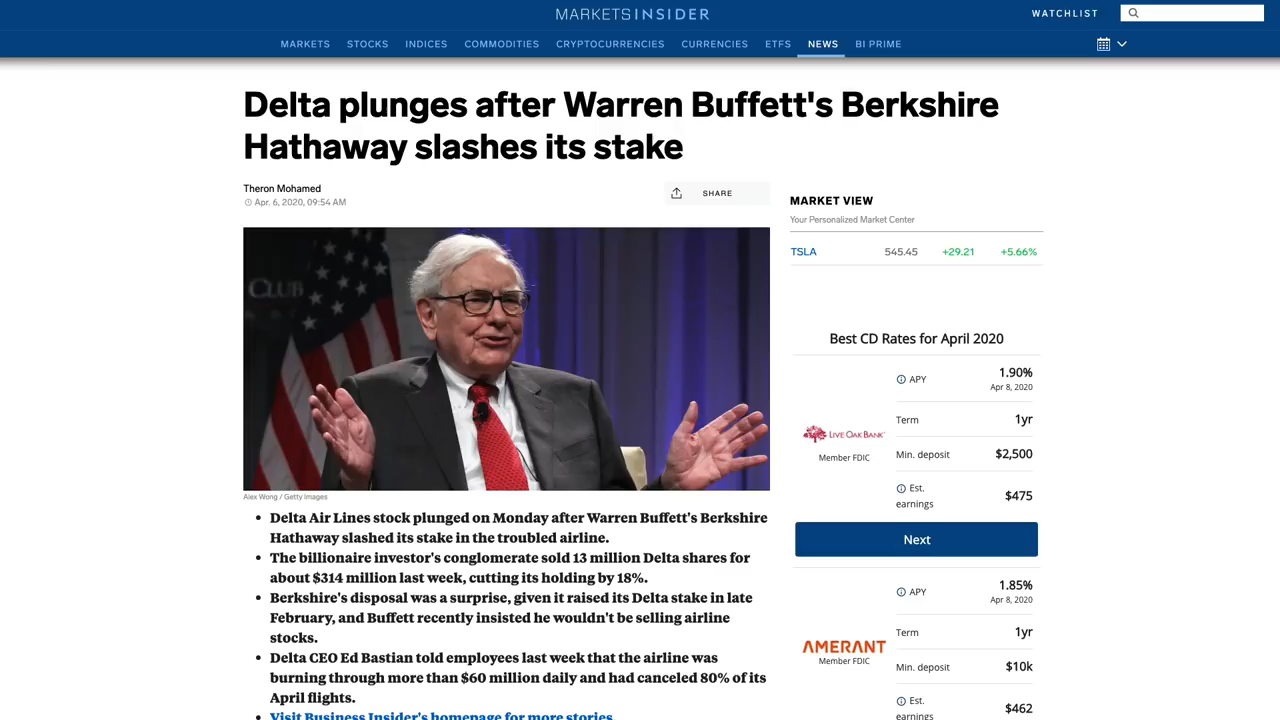 MARKETS INSIDER
WATCHLIST
MARKETS STOCKS INDICES COMMODITIES CRYPTOCURRENCIES CURRENCIES ETFS NEWS BI PRIME
Delta plunges after Warren Buffett's Berkshire
Hathaway slashes its stake
Theron Mohamed
Apr. 6, 2020, 09:54 AM
SHARE
CLUB
Alex Wong / Getty Images
• Delta Air Lines stock plunged on Monday after Warren Buffett's Berkshire
Hathaway slashed its stake in the troubled airline.
• The billionaire investor's conglomerate sold 13 million Delta shares for
about $314 million last week, cutting its holding by 18%.
• Berkshire's disposal was a surprise, given it raised its Delta stake in late
February, and Buffett recently insisted he wouldn't be selling airline
stocks.
• Delta CEO Ed Bastian told employees last week that the airline was
burning through more than $60 million daily and had canceled 80% of its
April flights.
• Visit Business Insider's homepage for more stories.
MARKET VIEW
Your Personalized Market Center
TSLA 545.45 +29.21 +5.66%
Best CD Rates for April 2020
LIVE OAK BANK
Member FDIC
APY 1.90%
Apr 8, 2020
Term 1yr
Min. deposit $2,500
Est.
earnings $475
Next
AMERANT
Member FDIC
APY 1.85%
Apr 8, 2020
Term 1yr
Min. deposit $10k
Est.
earnings $462